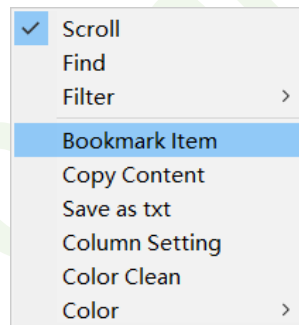 Scroll
Find
Filter
Bookmark Item
Copy Content
Save as txt
Column Setting
Color Clean
Color